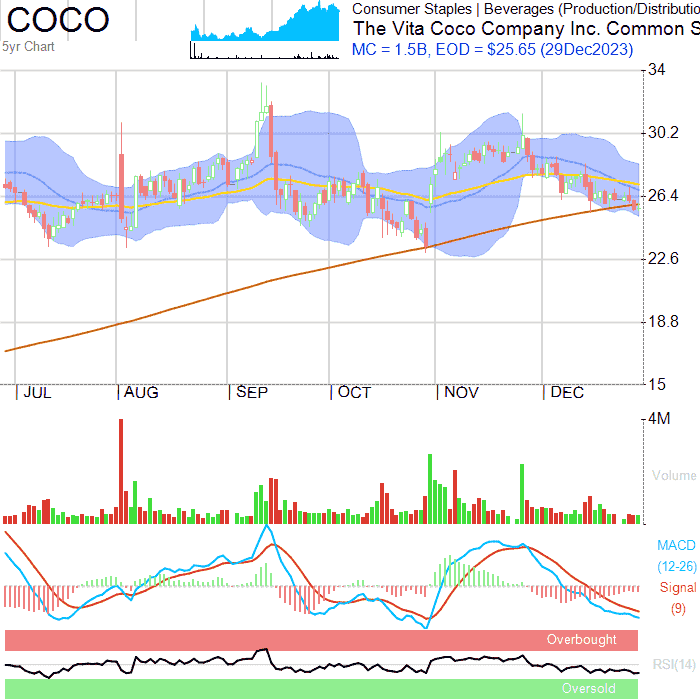 COCO
5yr Chart
Consumer Staples | Beverages (Production/Distributio
The Vita Coco Company Inc. Common S
MC = 1.5B, EOD = $25.65 (29Dec2023)
34
30.2
26.4
22.6
18.8
15
JUL AUG SEP OCT NOV DEC
4M
Volume
MACD
(12-26)
Signal
(9)
Overbought
RSI(14)
Oversold